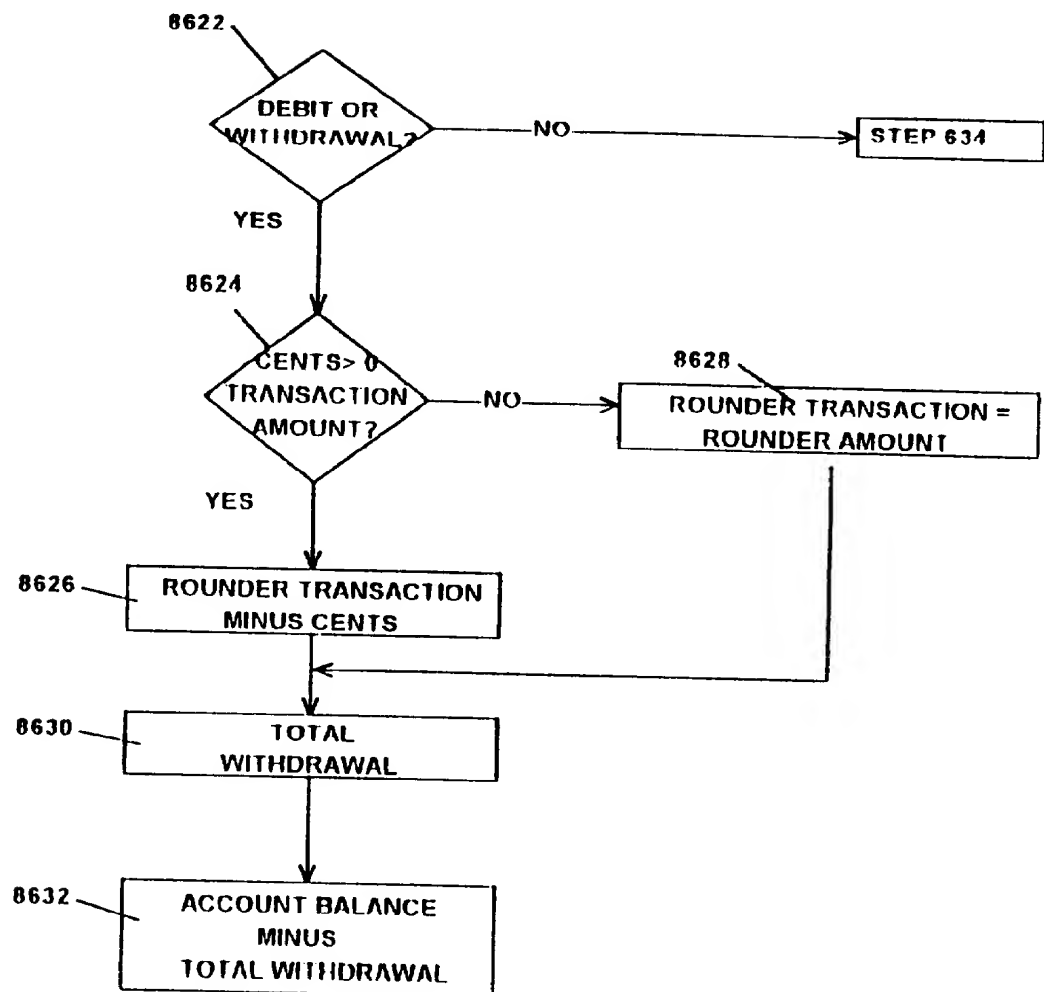 8622
DEBIT OR
WITHDRAWAL?
NO
STEP 634
YES
8624
CENTS> 0
TRANSACTION
AMOUNT?
NO
8628
ROUNDER TRANSACTION =
ROUNDER AMOUNT
YES
8626
ROUNDER TRANSACTION
MINUS CENTS
8630
TOTAL
WITHDRAWAL
8632
ACCOUNT BALANCE
MINUS
TOTAL WITHDRAWAL